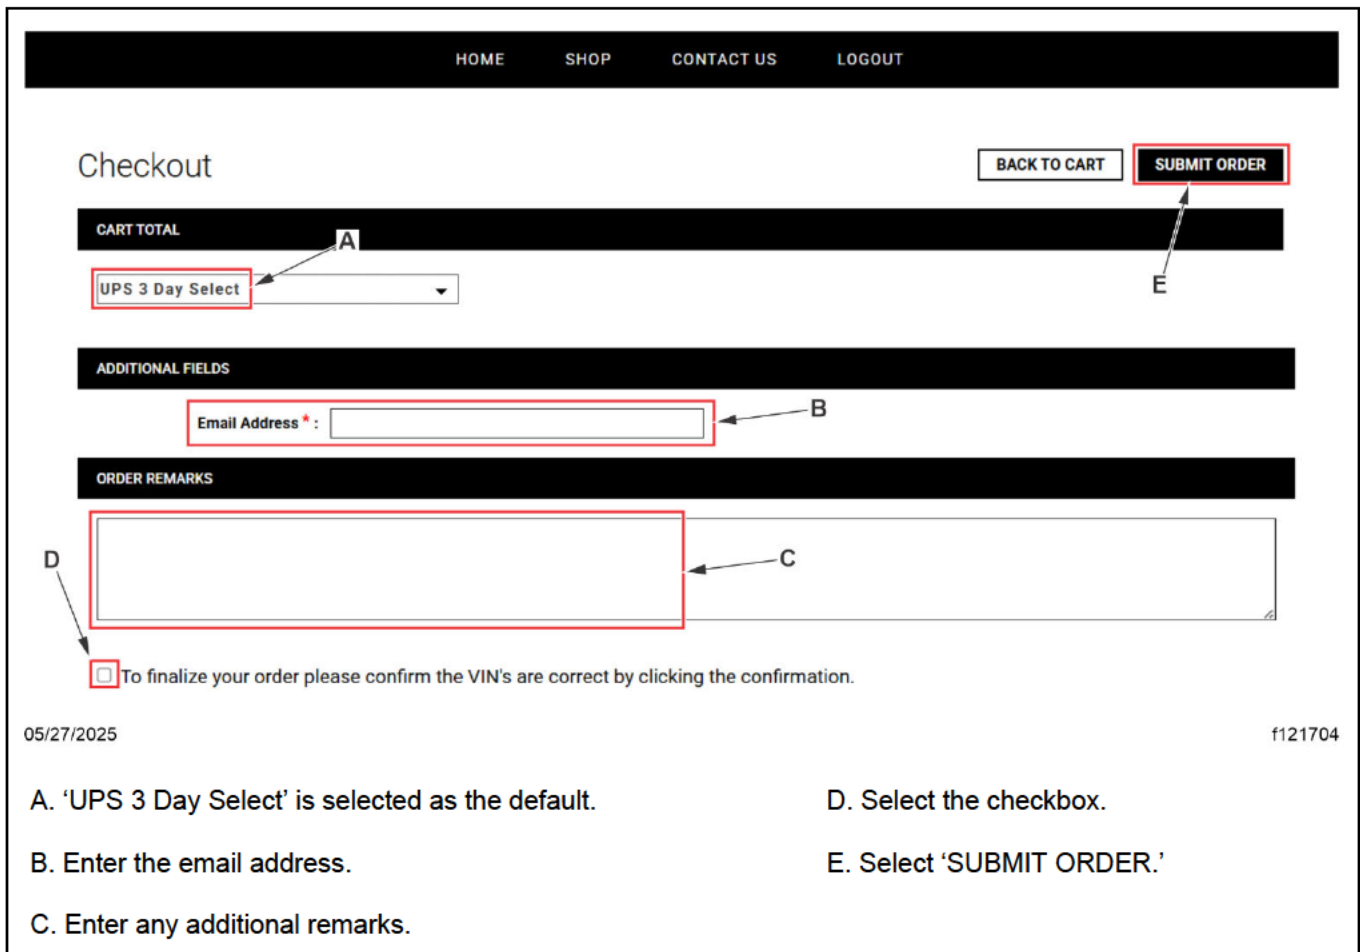 HOME SHOP CONTACT US LOGOUT
Checkout
BACK TO CART SUBMIT ORDER
CART TOTAL
A
UPS 3 Day Select
E
ADDITIONAL FIELDS
Email Address * :
B
ORDER REMARKS
D
C
To finalize your order please confirm the VIN's are correct by clicking the confirmation.
05/27/2025 f121704
A. ‘UPS 3 Day Select’ is selected as the default.
D. Select the checkbox.
B. Enter the email address.
E. Select ‘SUBMIT ORDER.’
C. Enter any additional remarks.